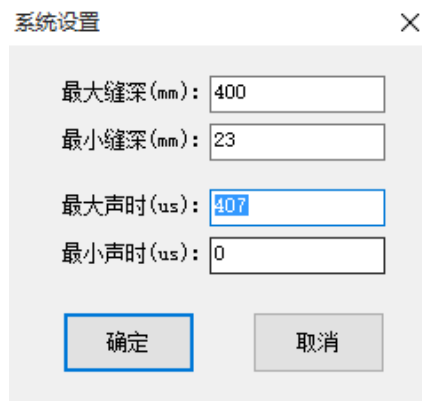 系统设置
最大缝深(mm): 400
最小缝深(mm): 23
最大声时(us): 407
最小声时(us): 0
确定 取消